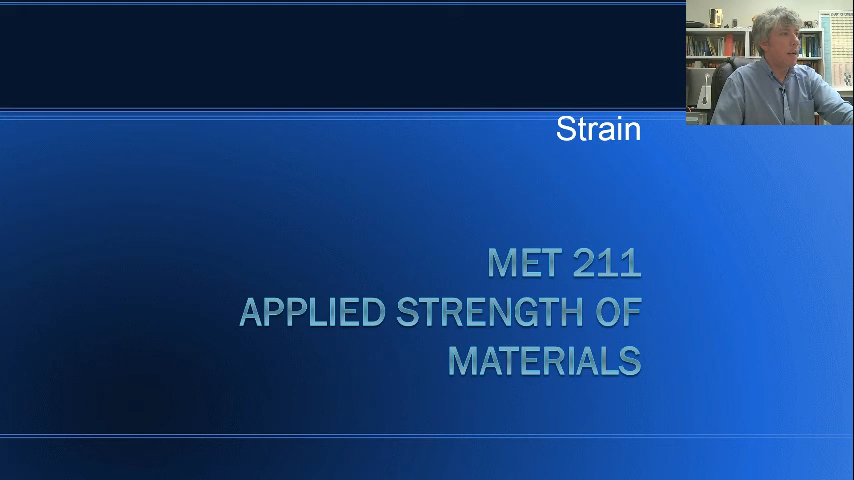 Strain
MET 211
APPLIED STRENGTH OF
MATERIALS